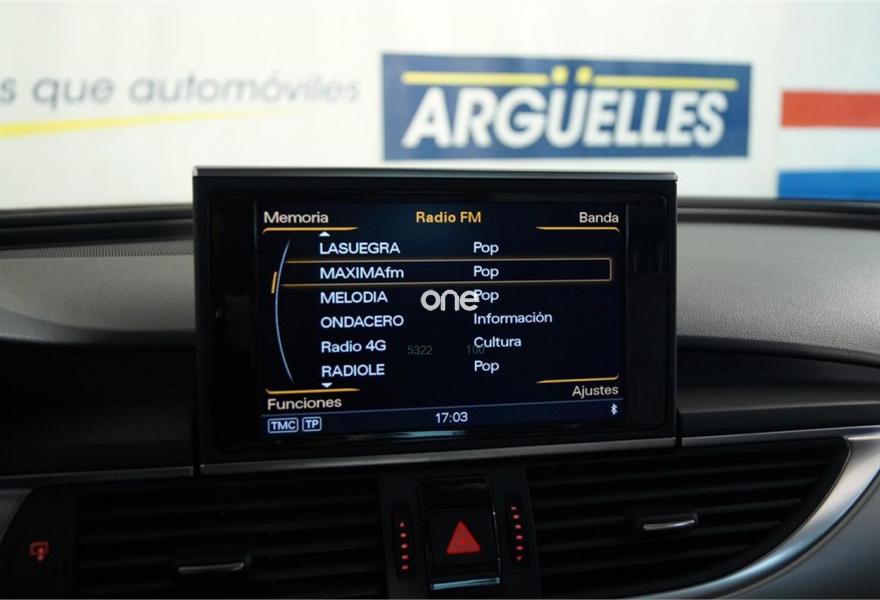 s que automóviles
ARGÜELLES
Memoria Radio FM Banda
LASUEGRA Pop
MAXIMAfm Pop
MELODIA Pop
one
ONDACERO Información
Radio 4G Cultura
5322 100
RADIOLE Pop
Funciones Ajustes
TMC TP 17:03